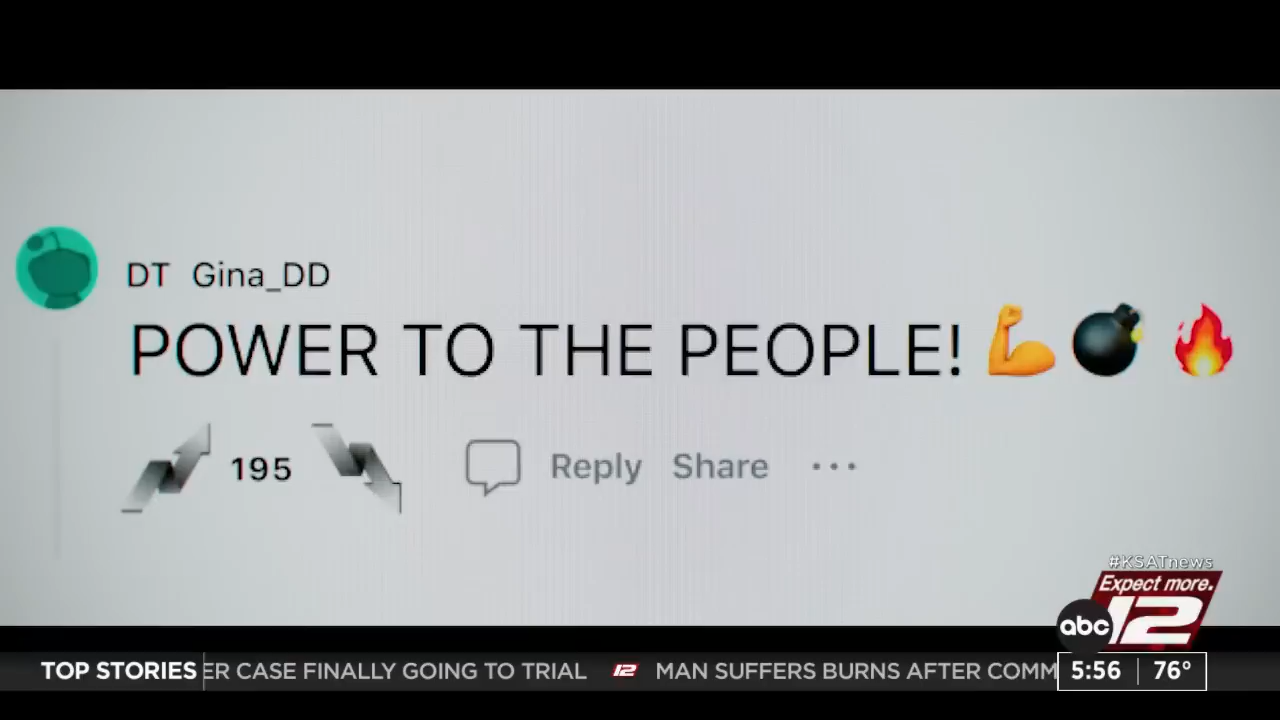 DT Gina_DD
POWER TO THE PEOPLE! 💪💣 🔥
195 Reply Share ...
#KSATnews
Expect more.
abc 12
TOP STORIES ER CASE FINALLY GOING TO TRIAL 12 MAN SUFFERS BURNS AFTER COMM 5:56 76°